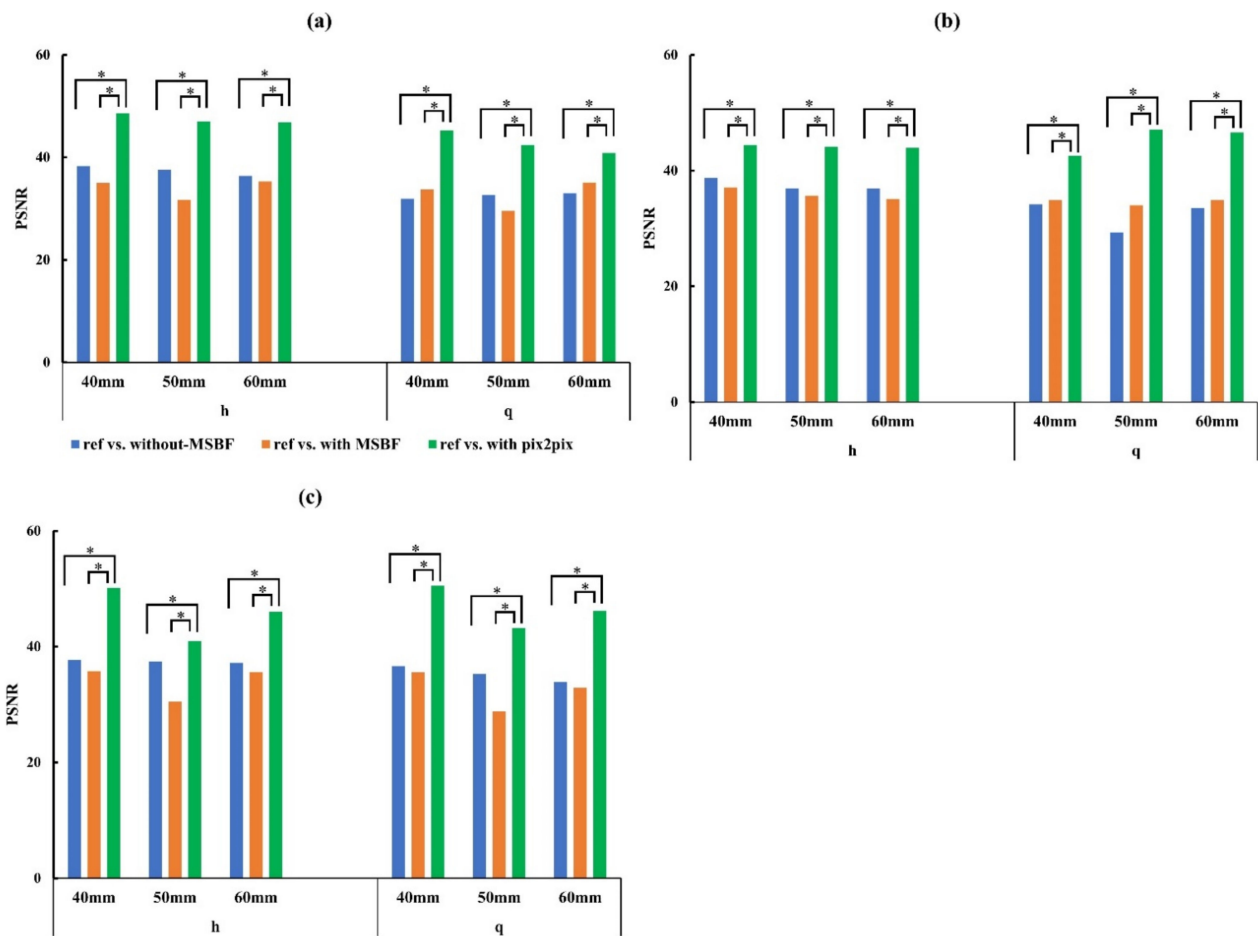 (a)
60
40
20
0
PSNR
* * * * * *
* * * * * *
40mm 50mm 60mm 40mm 50mm 60mm
h q
ref vs. without-MSBF ref vs. with MSBF ref vs. with pix2pix
(b)
60
40
20
0
PSNR
* * * * * *
* * * * * *
40mm 50mm 60mm 40mm 50mm 60mm
h q
(c)
60
40
20
0
PSNR
* * * * * *
* * * * * *
40mm 50mm 60mm 40mm 50mm 60mm
h q